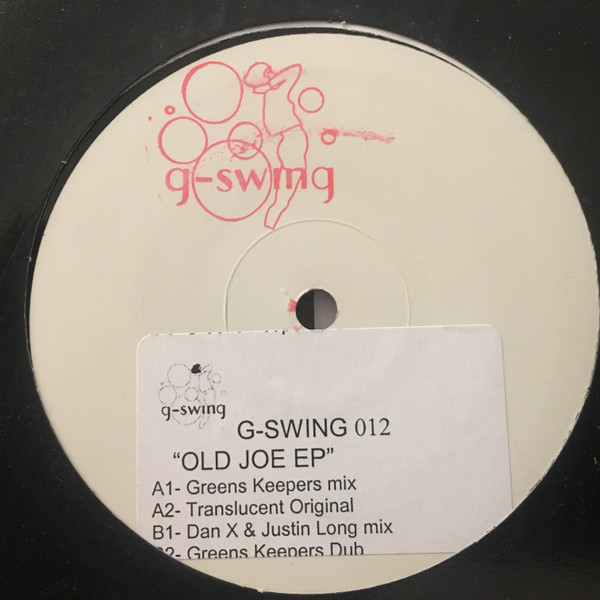 g-swing
g-swing
G-SWING 012
“OLD JOE EP”
A1- Greens Keepers mix
A2- Translucent Original
B1- Dan X & Justin Long mix
B2- Greens Keepers Dub